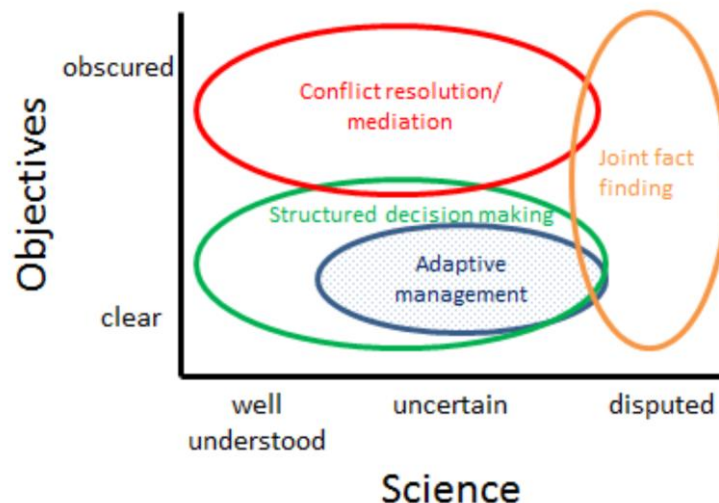 obscured
Conflict resolution/
mediation
Joint fact
finding
Structured decision making
Adaptive
management
clear
Objectives
well
understood
uncertain
disputed
Science